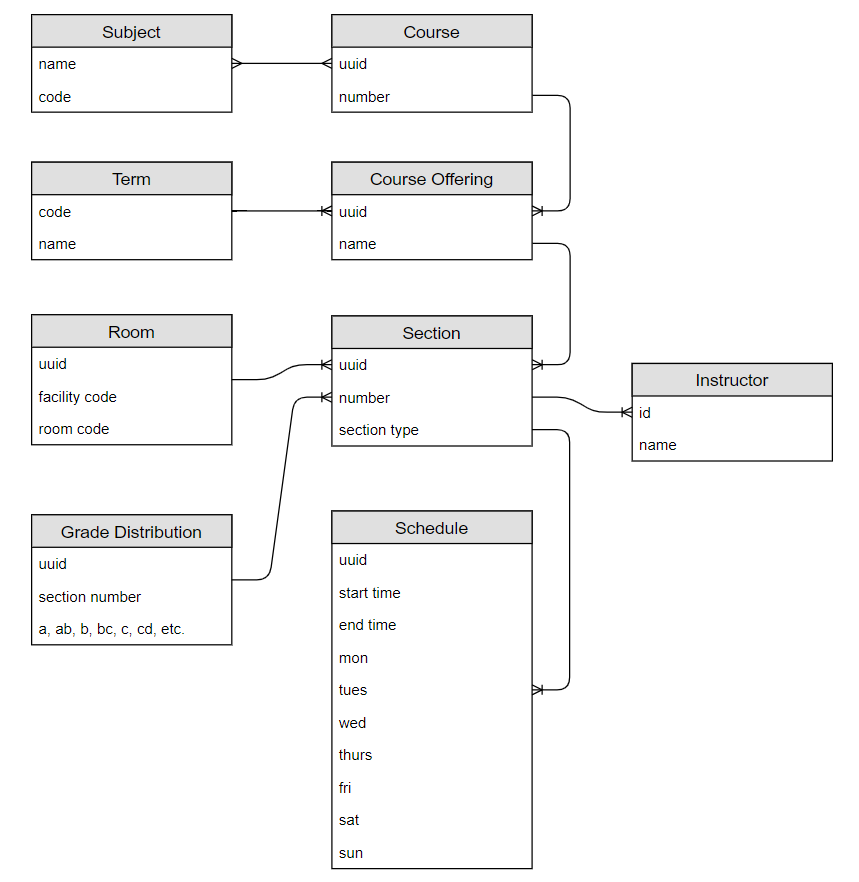 Subject
name
code
Course
uuid
number
Term
code
name
Course Offering
uuid
name
Room
uuid
facility code
room code
Section
uuid
number
section type
Instructor
id
name
Grade Distribution
uuid
section number
a, ab, b, bc, c, cd, etc.
Schedule
uuid
start time
end time
mon
tues
wed
thurs
fri
sat
sun